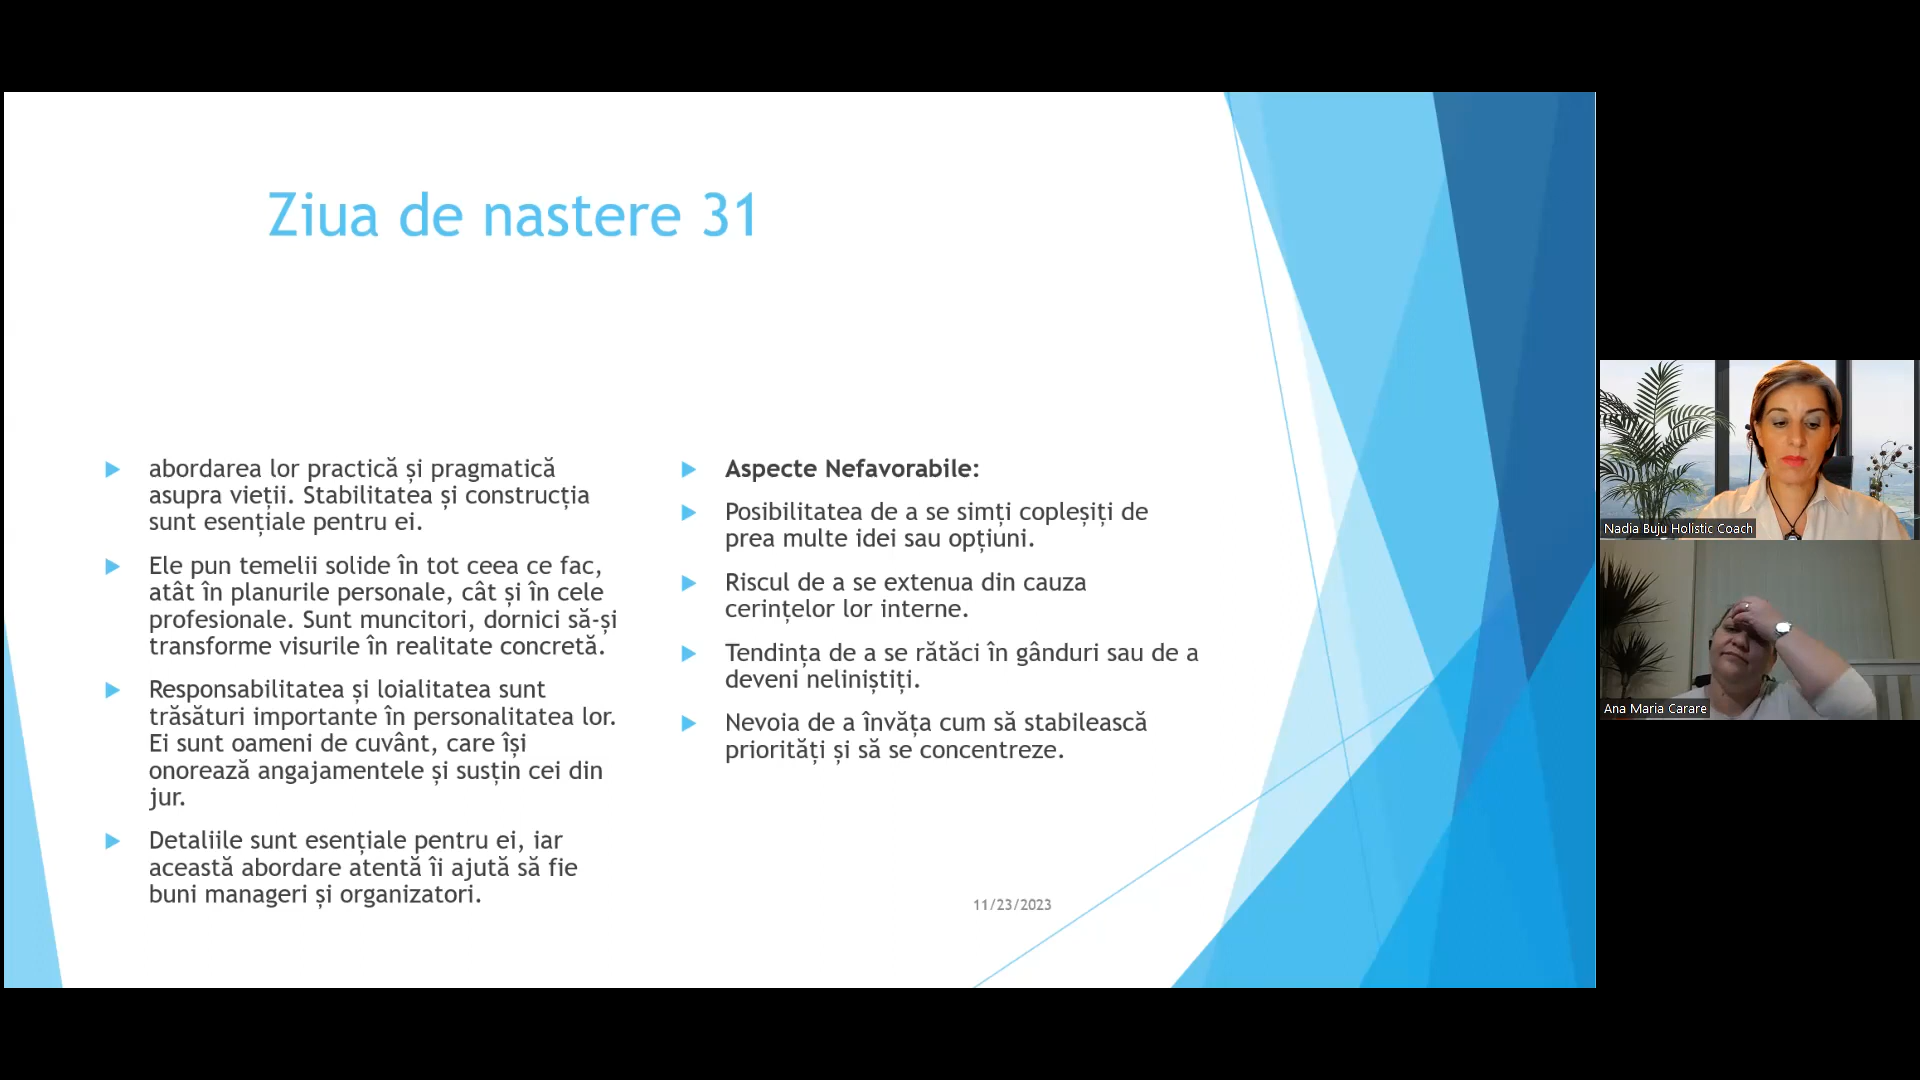 Ziua de nastere 31
abordarea lor practică și pragmatică
asupra vieții. Stabilitatea și construcția
sunt esențiale pentru ei.
Ele pun temelii solide în tot ceea ce fac,
atât în planurile personale, cât și în cele
profesionale. Sunt muncitori, dornici să-și
transforme visurile în realitate concretă.
Responsabilitatea și loialitatea sunt
trăsături importante în personalitatea lor.
Ei sunt oameni de cuvânt, care își
onorează angajamentele și susțin cei din
jur.
Detaliile sunt esențiale pentru ei, iar
această abordare atentă îi ajută să fie
buni manageri și organizatori.
Aspecte Nefavorabile:
Posibilitatea de a se simți copleșiți de
prea multe idei sau opțiuni.
Riscul de a se extenua din cauza
cerințelor lor interne.
Tendința de a se rătăci în gânduri sau de a
deveni neliniștiți.
Nevoia de a învăța cum să stabilească
priorități și să se concentreze.
11/23/2023
Nadia Buju Holistic Coach
Ana Maria Carare